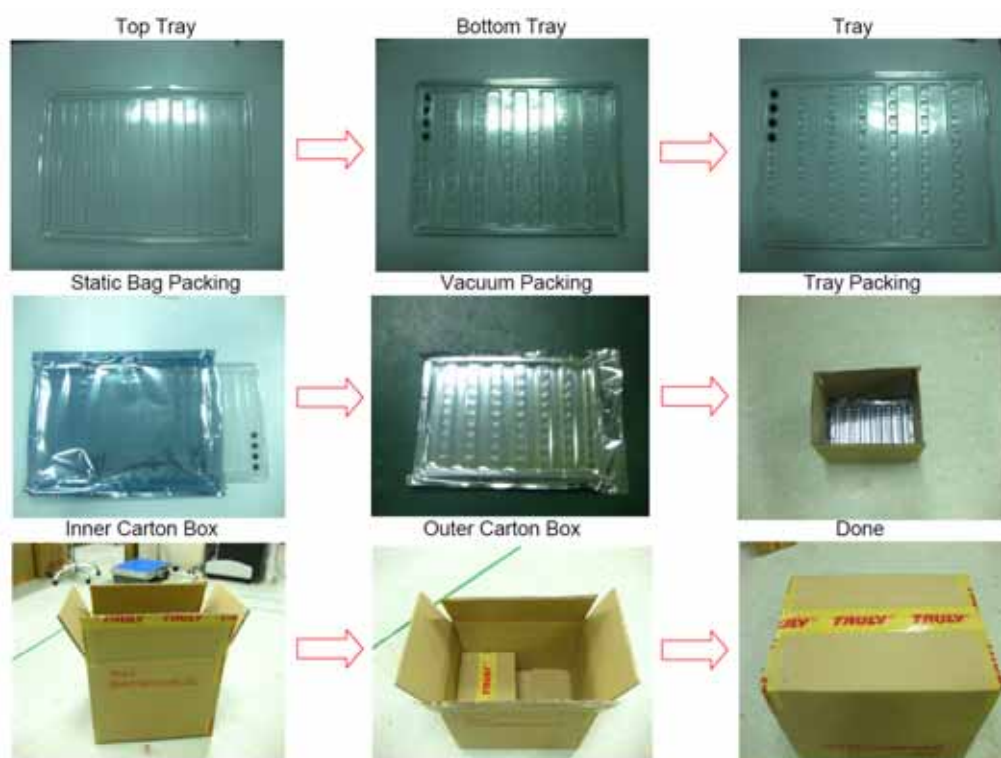 Top Tray
Bottom Tray
Tray
Static Bag Packing
Vacuum Packing
Tray Packing
Inner Carton Box
Outer Carton Box
Done
TRULY
TRULY
TRULY
TRULY
TRULY